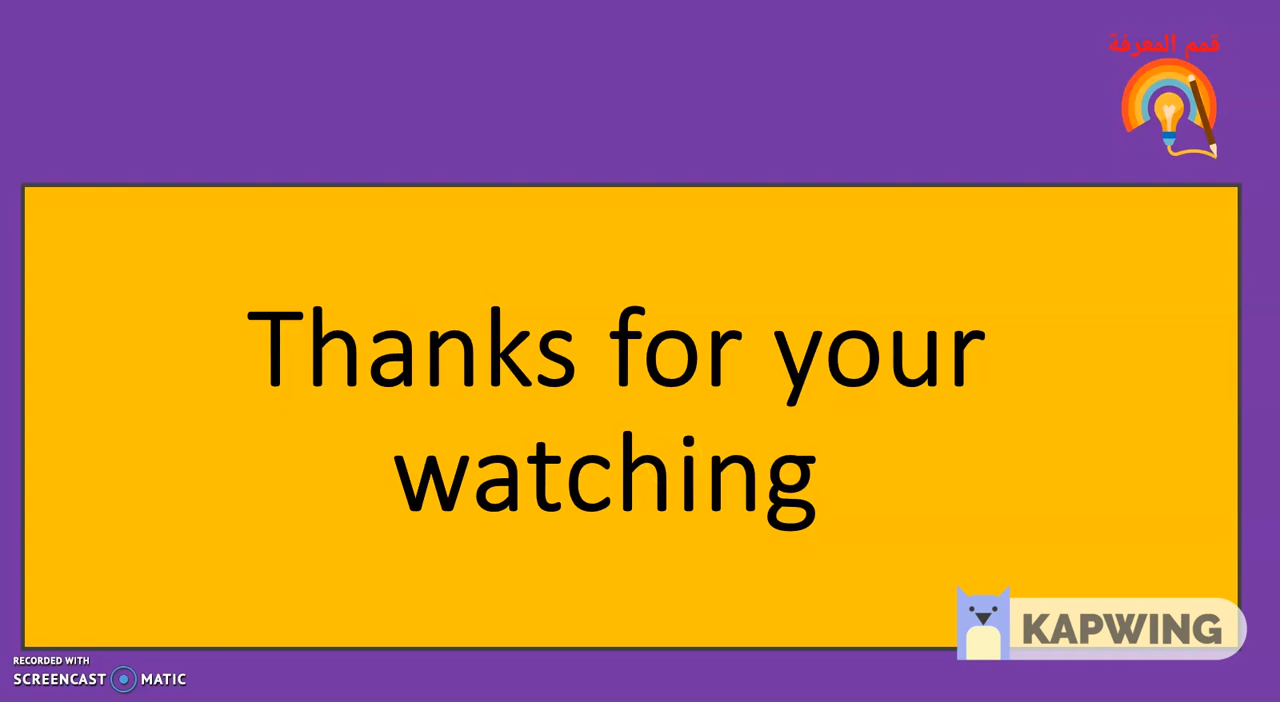 قمم المعرفة
Thanks for your
watching
KAPWING
RECORDED WITH
SCREENCAST MATIC